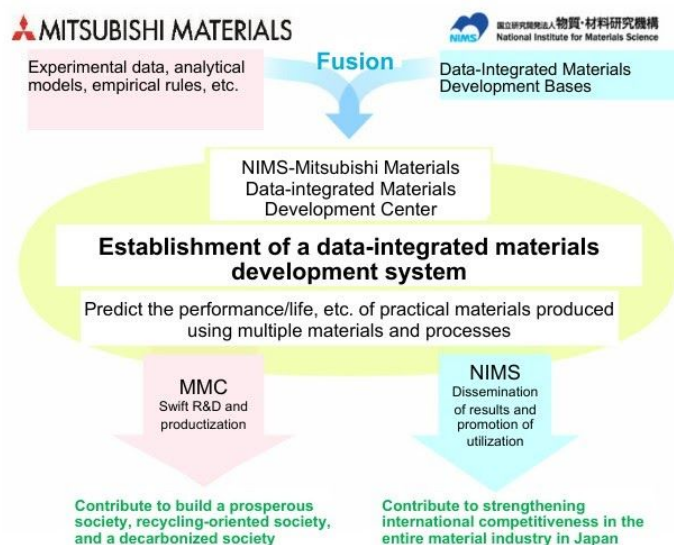 MITSUBISHI MATERIALS
NIMS
国立研究開発法人物質・材料研究機構
National Institute for Materials Science
Experimental data, analytical
models, empirical rules, etc.
Fusion
Data-Integrated Materials
Development Bases
NIMS-Mitsubishi Materials
Data-integrated Materials
Development Center
Establishment of a data-integrated materials
development system
Predict the performance/life, etc. of practical materials produced
using multiple materials and processes
MMC
Swift R&D and
productization
NIMS
Dissemination
of results and
promotion of
utilization
Contribute to build a prosperous
society, recycling-oriented society,
and a decarbonized society
Contribute to strengthening
international competitiveness in the
entire material industry in Japan